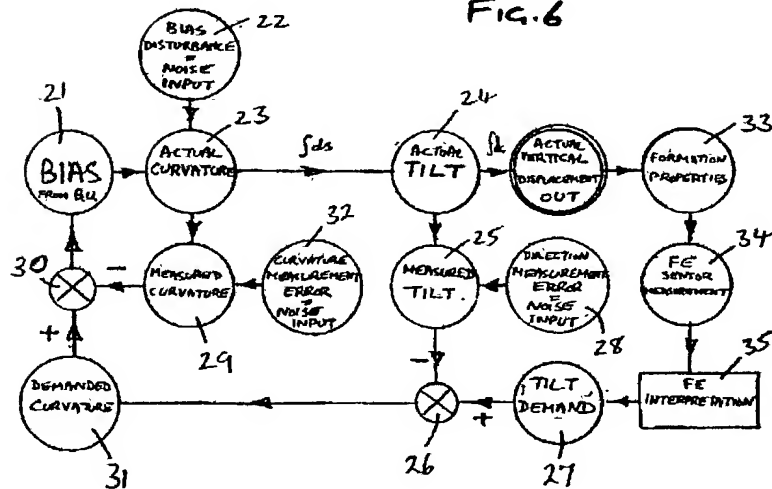 FIG.6
22
BIAS
DISTURBANCE
=
NOISE
INPUT
21
BIAS
FROM B.U.
23
ACTUAL
CURVATURE
∫ds
24
ACTUAL
TILT
∫ds
ACTUAL
VERTICAL
DISPLACEMENT
OUT
33
FORMATION
PROPERTIES
30
-
+
MEASURED
CURVATURE
29
32
CURVATURE
MEASUREMENT
ERROR
=
NOISE
INPUT
25
MEASURED
TILT.
DIRECTION
MEASUREMENT
ERROR
=
NOISE
INPUT
28
34
FE
SENSOR
MEASUREMENT
DEMANDED
CURVATURE
31
-
+
26
TILT
DEMAND
27
35
FE
INTERPRETATION